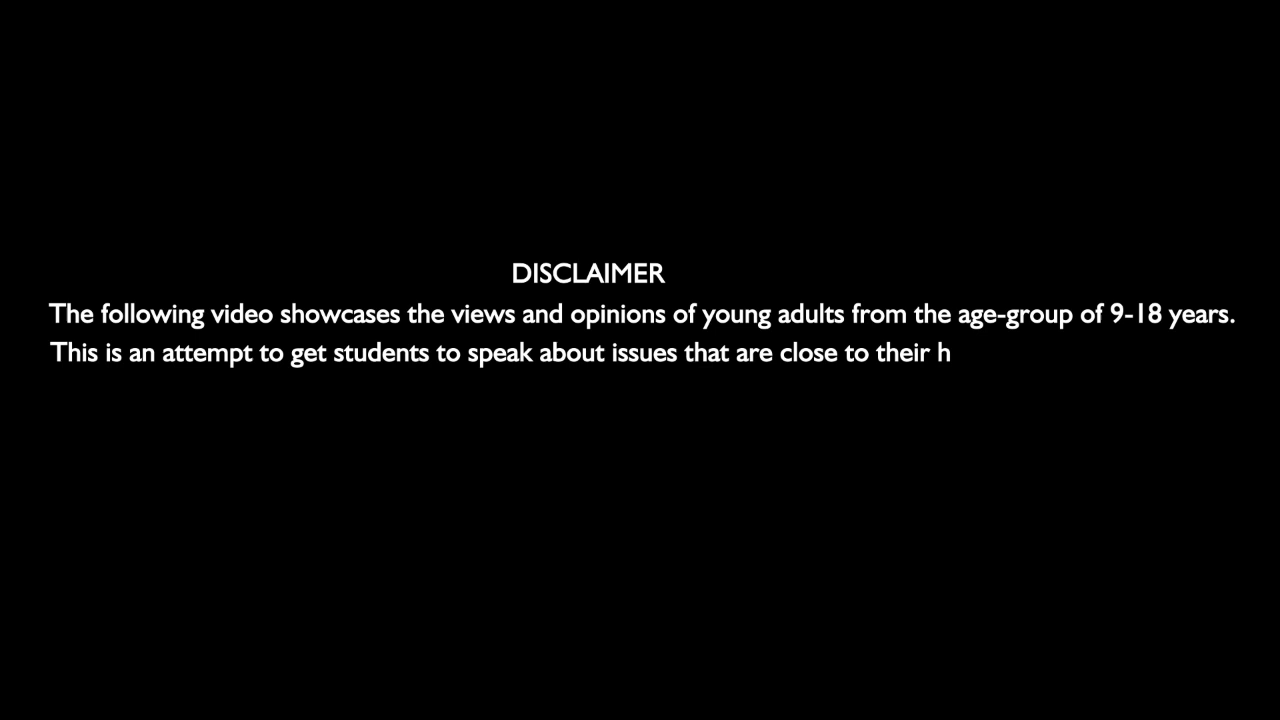 DISCLAIMER
The following video showcases the views and opinions of young adults from the age-group of 9-18 years.
This is an attempt to get students to speak about issues that are close to their h